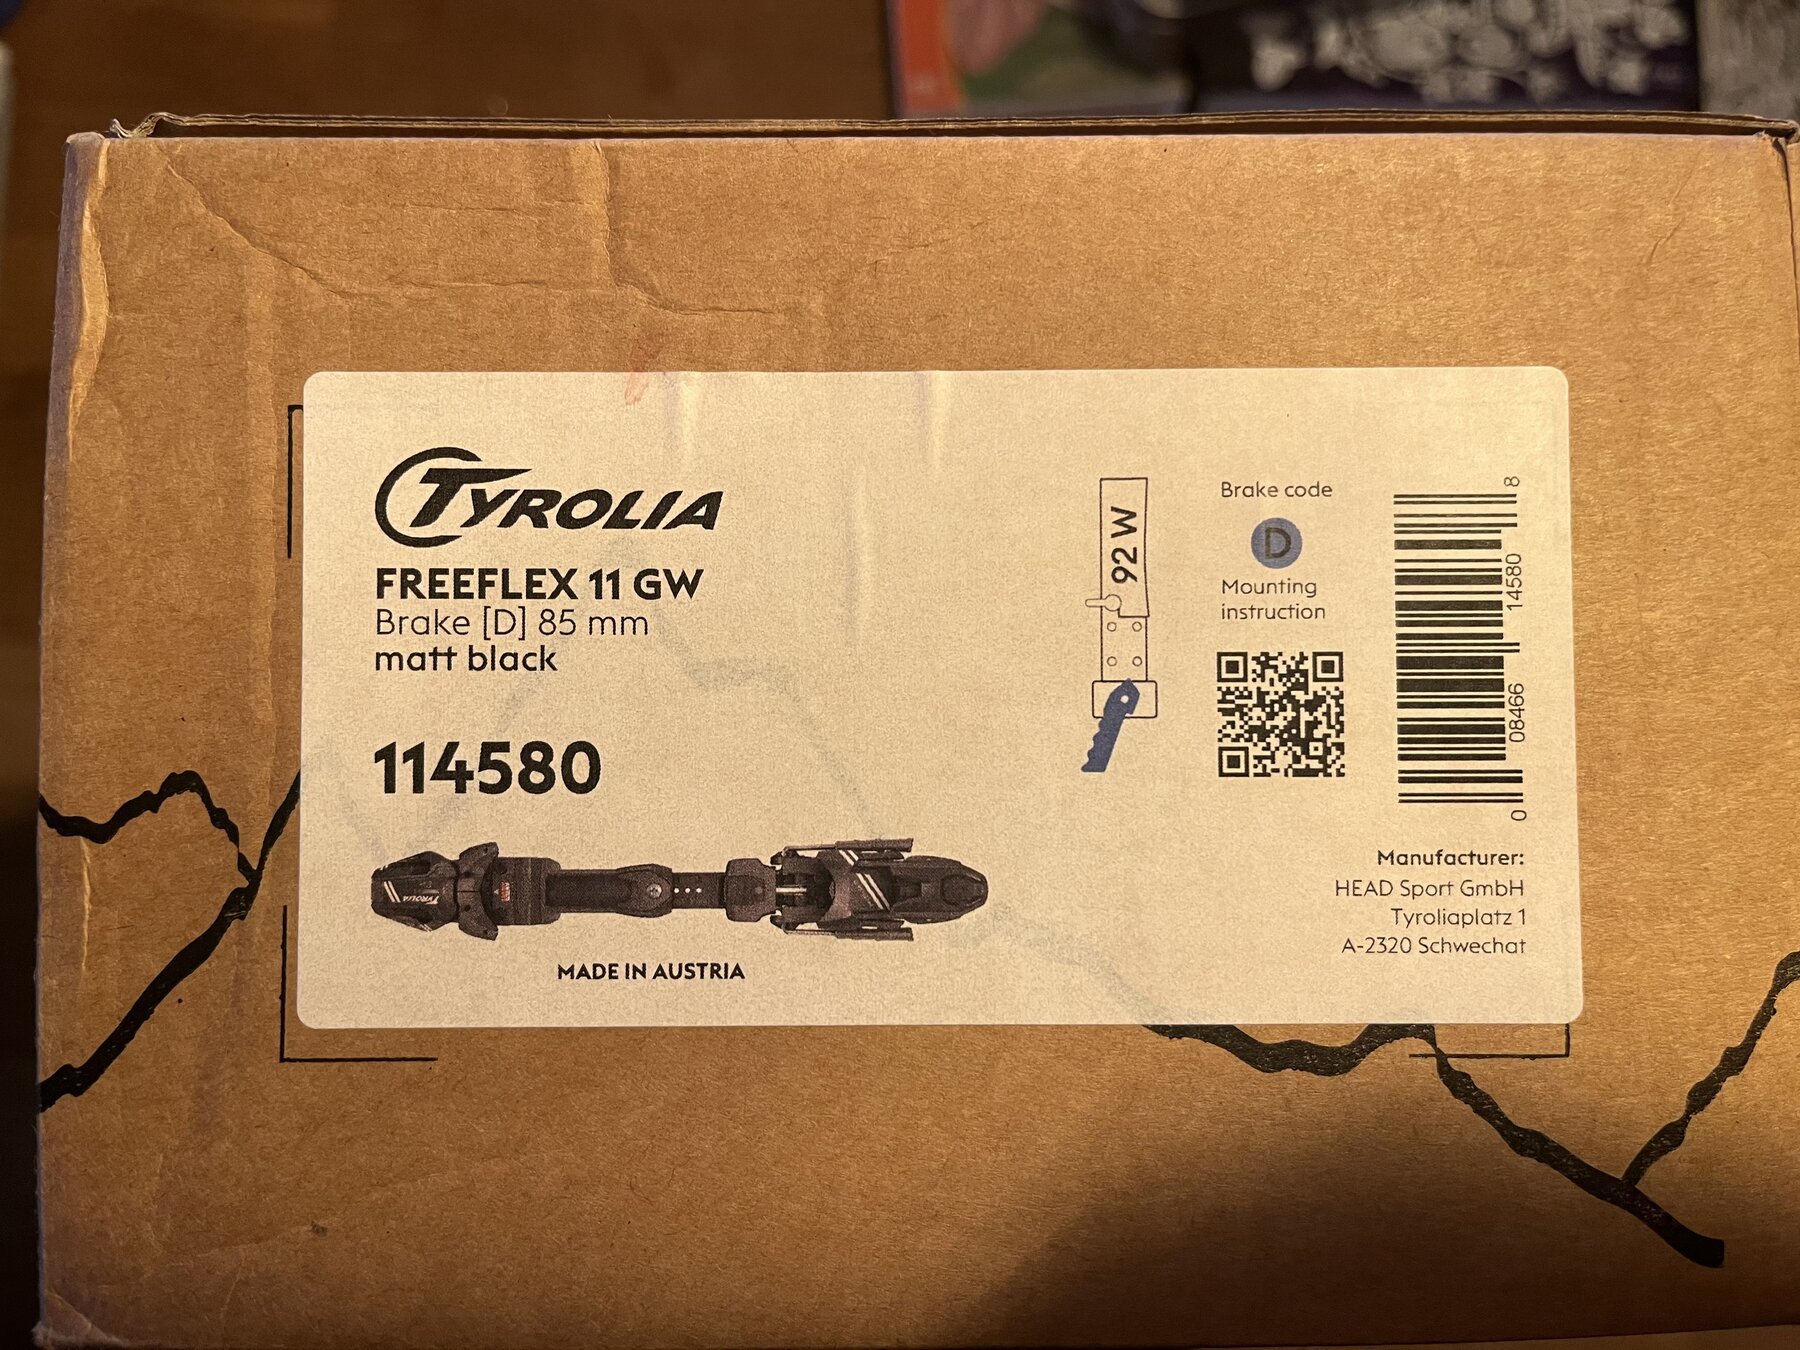 TYROLIA
FREEFLEX 11 GW
Brake [D] 85 mm
matt black
114580
TYROLIA
MADE IN AUSTRIA
92 W
Brake code
D
Mounting
instruction
0 08466 14580 8
Manufacturer:
HEAD Sport GmbH
Tyroliaplatz 1
A-2320 Schwechat